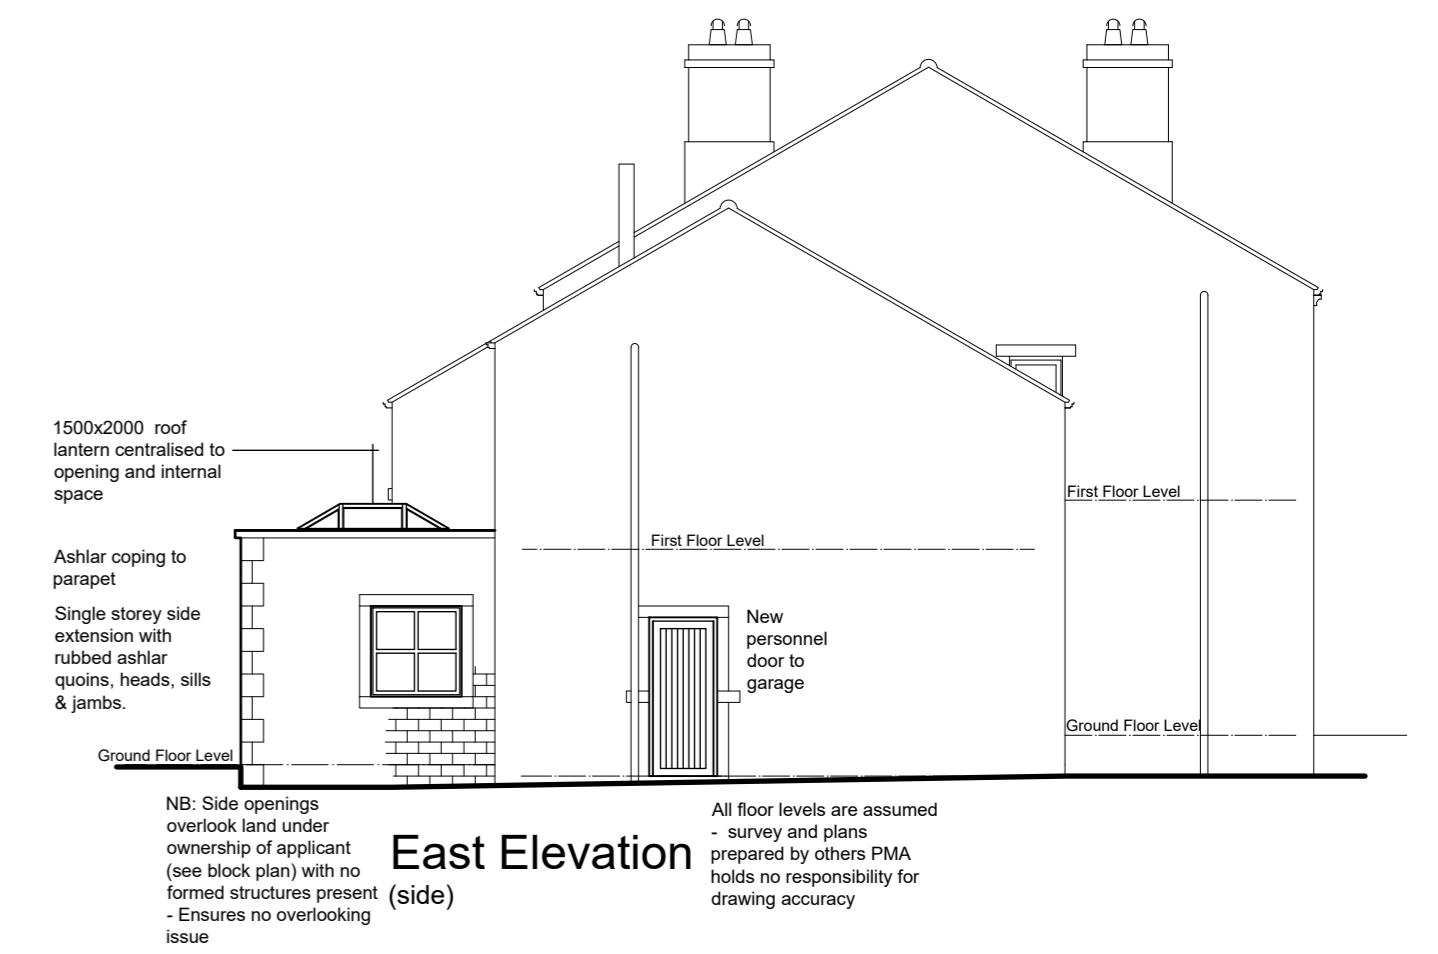 1500x2000 roof
lantern centralised to
opening and internal
space
First Floor Level
First Floor Level
Ashlar coping to
parapet
Single storey side
extension with
rubbed ashlar
quoins, heads, sills
& jambs.
New
personnel
door to
garage
Ground Floor Level
Ground Floor Level
NB: Side openings
overlook land under
ownership of applicant
(see block plan) with no
formed structures present
- Ensures no overlooking
issue
East Elevation
(side)
All floor levels are assumed
- survey and plans
prepared by others PMA
holds no responsibility for
drawing accuracy